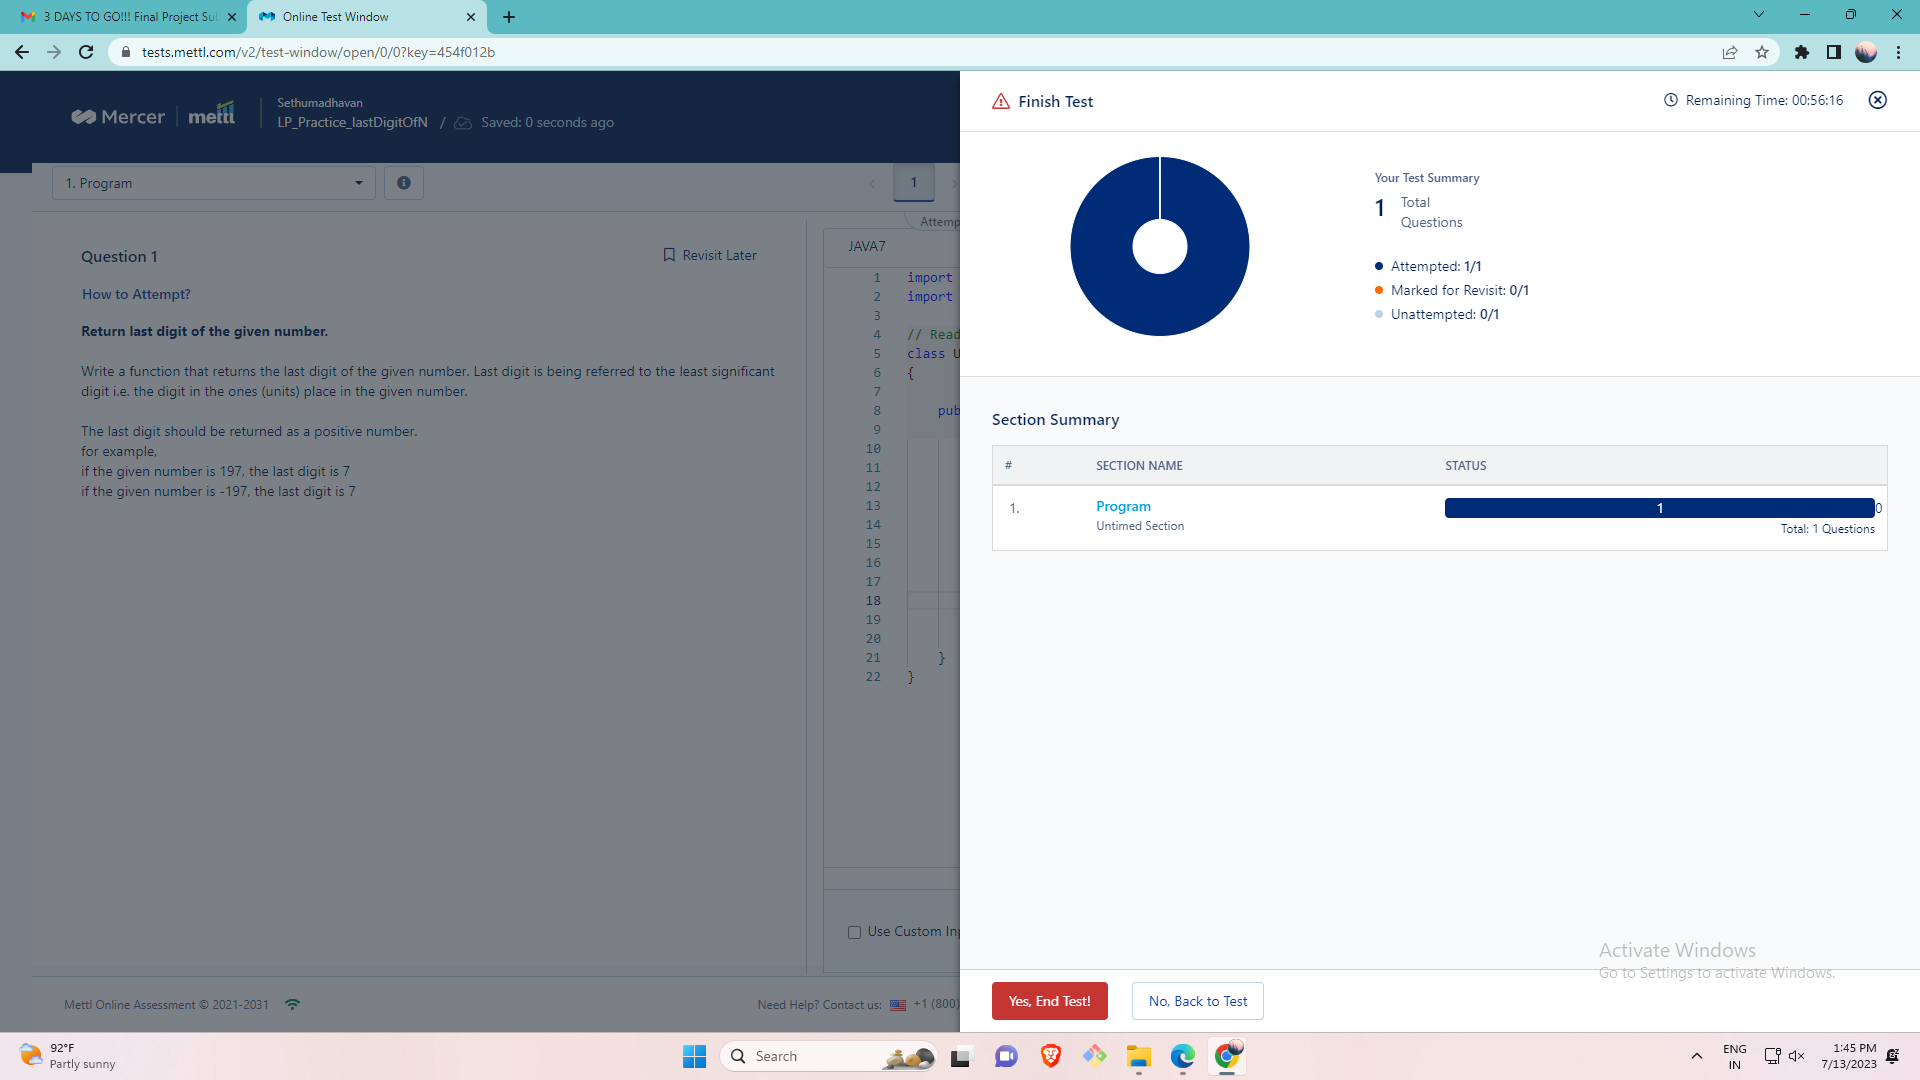 3 DAYS TO GO!!! Final Project Su
Online Test Window
tests.mettl.com/v2/test-window/open/0/0?key=454f012b
Mercer | mettl
Sethumadhavan
LP_Practice_lastDigitOfN / Saved: 0 seconds ago
Finish Test
Remaining Time: 00:56:16
1. Program
1
Attemp
Question 1
Revisit Later
How to Attempt?
Return last digit of the given number.
Write a function that returns the last digit of the given number. Last digit is being referred to the least significant
digit i.e. the digit in the ones (units) place in the given number.
The last digit should be returned as a positive number.
for example,
if the given number is 197, the last digit is 7
if the given number is -197, the last digit is 7
JAVA7
1 import
2 import
3
4 // Read
5 class U
6 {
7
8 pub
9
10
11
12
13
14
15
16
17
18
19
20
21 }
22 }
Use Custom Inp
Your Test Summary
1 Total
Questions
Attempted: 1/1
Marked for Revisit: 0/1
Unattempted: 0/1
Section Summary
# SECTION NAME STATUS
1. Program 1 0
Untimed Section Total: 1 Questions
Activate Windows
Go to Settings to activate Windows.
Yes, End Test!
No, Back to Test
Mettl Online Assessment © 2021-2031
Need Help? Contact us: +1 (800)
92°F
Partly sunny
Search
ENG
IN
1:45 PM
7/13/2023